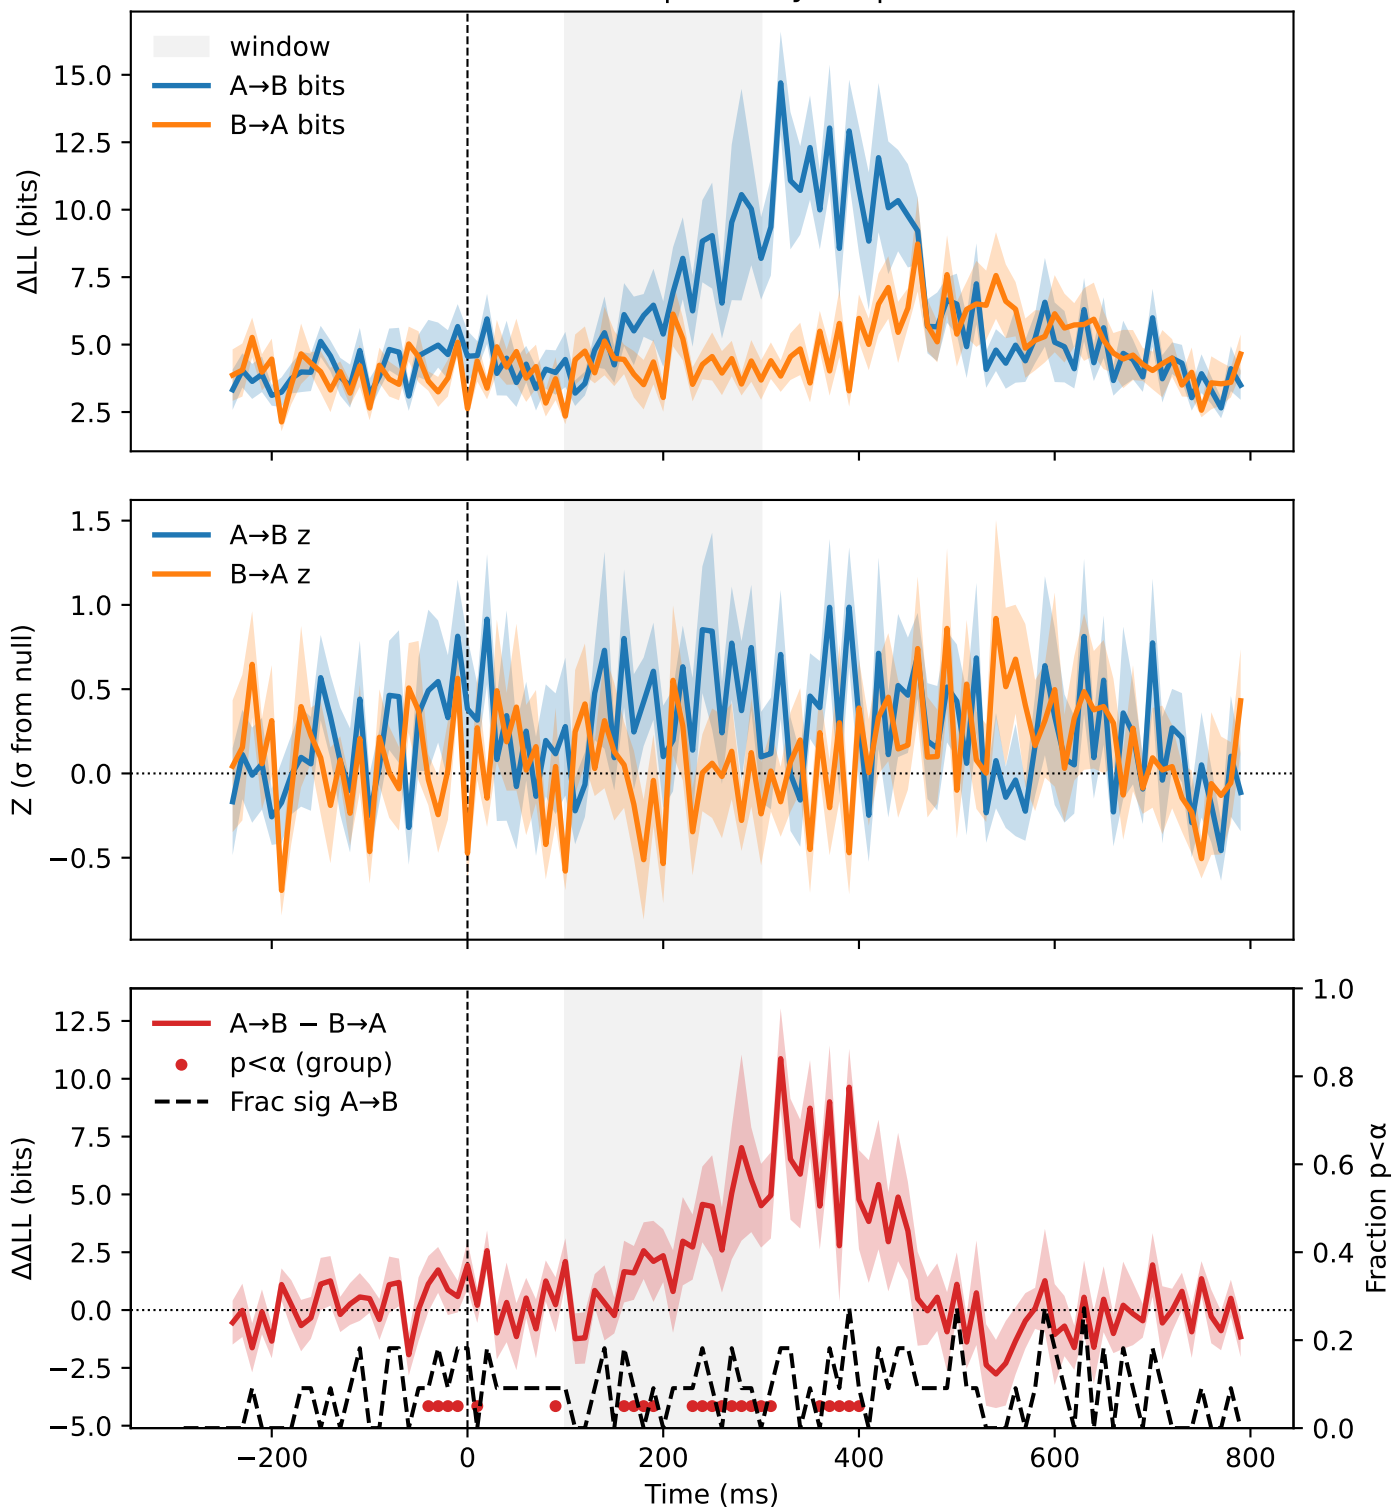 window
A→B bits
B→A bits
15.0
12.5
10.0
7.5
5.0
2.5
ΔLL (bits)
A→B z
B→A z
1.5
1.0
0.5
0.0
−0.5
Z (σ from null)
A→B − B→A
p<α (group)
Frac sig A→B
12.5
10.0
7.5
5.0
2.5
0.0
−2.5
−5.0
ΔΔLL (bits)
1.0
0.8
0.6
0.4
0.2
0.0
Fraction p<α
−200 0 200 400 600 800
Time (ms)